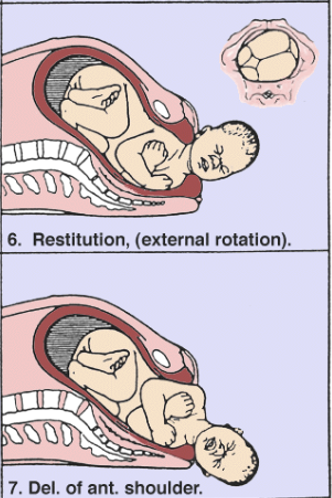 6. Restitution, (external rotation).
7. Del. of ant. shoulder.